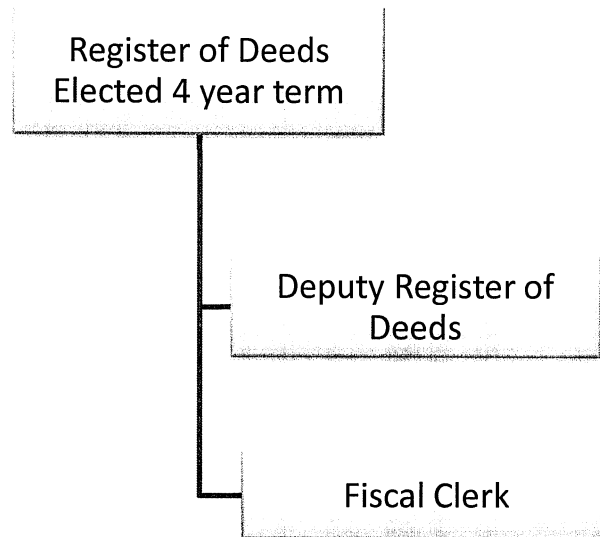 Register of Deeds
Elected 4 year term
Deputy Register of
Deeds
Fiscal Clerk